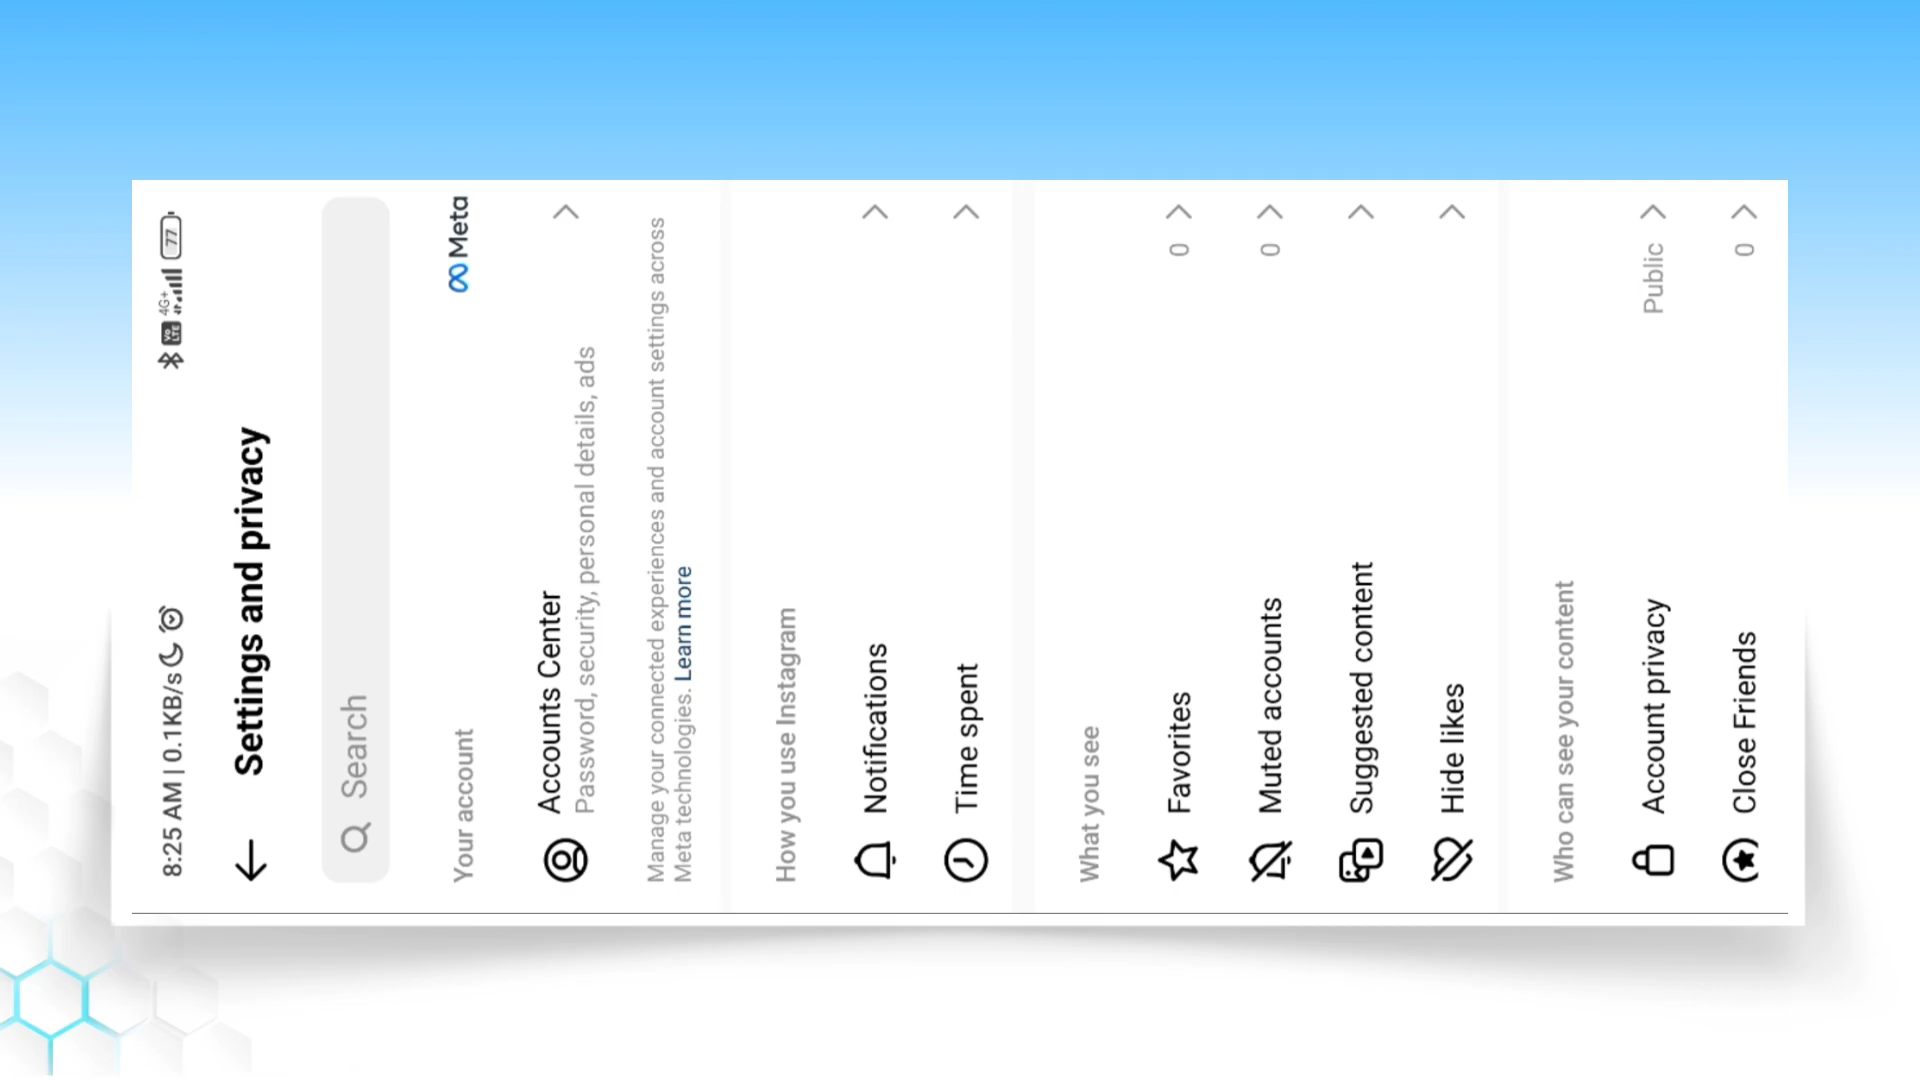 8:25 AM | 0.1KB/s
4G+
Vo LTE
77
Settings and privacy
Search
Your account
Meta
Accounts Center
Password, security, personal details, ads
Manage your connected experiences and account settings across
Meta technologies. Learn more
How you use Instagram
Notifications
Time spent
What you see
Favorites 0
Muted accounts 0
Suggested content
Hide likes
Who can see your content
Account privacy Public
Close Friends 0